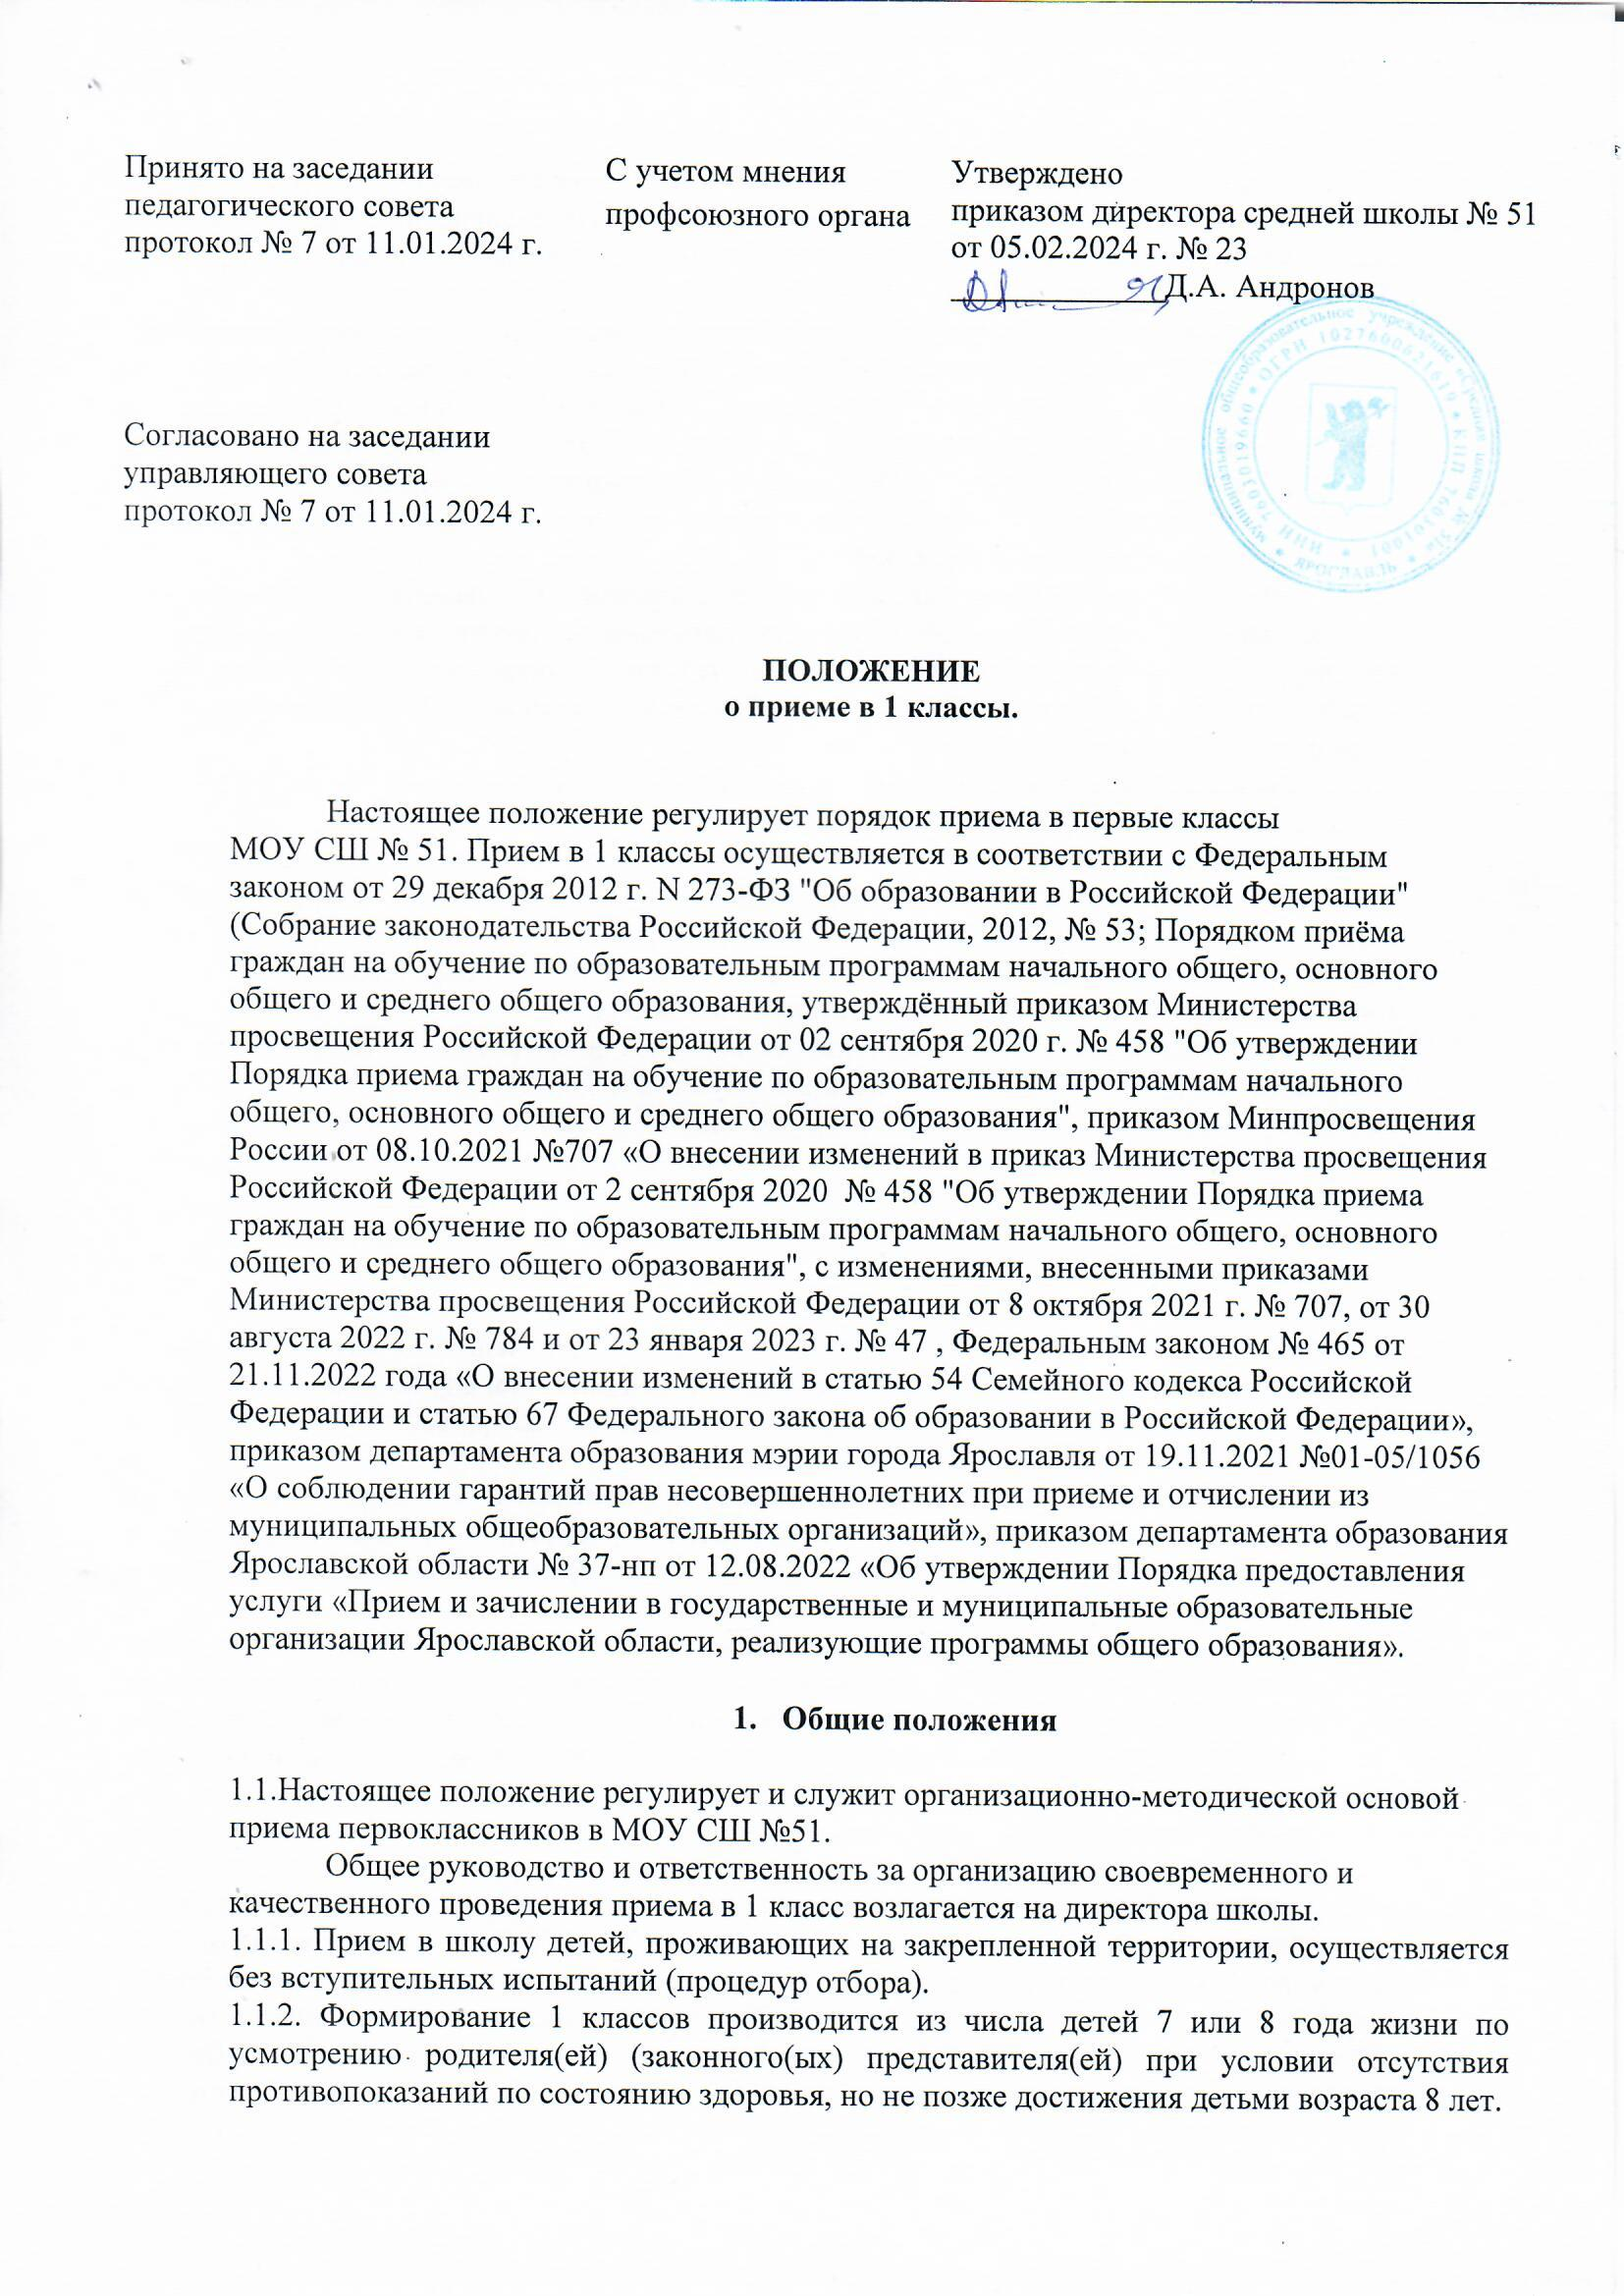 Принято на заседании
педагогического совета
протокол № 7 от 11.01.2024 г.
С учетом мнения
профсоюзного органа
Утверждено
приказом директора средней школы № 51
от 05.02.2024 г. № 23
Д.А. Андронов
муниципальное общеобразовательное учреждение «Средняя школа № 51» • ЯРОСЛАВЛЬ •
ОГРН 1027600621619 • КПП 760301001 • ИНН 7603019660 •
Согласовано на заседании
управляющего совета
протокол № 7 от 11.01.2024 г.
ПОЛОЖЕНИЕ
о приеме в 1 классы.
Настоящее положение регулирует порядок приема в первые классы
МОУ СШ № 51. Прием в 1 классы осуществляется в соответствии с Федеральным
законом от 29 декабря 2012 г. N 273-ФЗ "Об образовании в Российской Федерации"
(Собрание законодательства Российской Федерации, 2012, № 53; Порядком приёма
граждан на обучение по образовательным программам начального общего, основного
общего и среднего общего образования, утверждённый приказом Министерства
просвещения Российской Федерации от 02 сентября 2020 г. № 458 "Об утверждении
Порядка приема граждан на обучение по образовательным программам начального
общего, основного общего и среднего общего образования", приказом Минпросвещения
России от 08.10.2021 №707 «О внесении изменений в приказ Министерства просвещения
Российской Федерации от 2 сентября 2020 № 458 "Об утверждении Порядка приема
граждан на обучение по образовательным программам начального общего, основного
общего и среднего общего образования", с изменениями, внесенными приказами
Министерства просвещения Российской Федерации от 8 октября 2021 г. № 707, от 30
августа 2022 г. № 784 и от 23 января 2023 г. № 47 , Федеральным законом № 465 от
21.11.2022 года «О внесении изменений в статью 54 Семейного кодекса Российской
Федерации и статью 67 Федерального закона об образовании в Российской Федерации»,
приказом департамента образования мэрии города Ярославля от 19.11.2021 №01-05/1056
«О соблюдении гарантий прав несовершеннолетних при приеме и отчислении из
муниципальных общеобразовательных организаций», приказом департамента образования
Ярославской области № 37-нп от 12.08.2022 «Об утверждении Порядка предоставления
услуги «Прием и зачислении в государственные и муниципальные образовательные
организации Ярославской области, реализующие программы общего образования».
1. Общие положения
1.1.Настоящее положение регулирует и служит организационно-методической основой
приема первоклассников в МОУ СШ №51.
Общее руководство и ответственность за организацию своевременного и
качественного проведения приема в 1 класс возлагается на директора школы.
1.1.1. Прием в школу детей, проживающих на закрепленной территории, осуществляется
без вступительных испытаний (процедур отбора).
1.1.2. Формирование 1 классов производится из числа детей 7 или 8 года жизни по
усмотрению родителя(ей) (законного(ых) представителя(ей) при условии отсутствия
противопоказаний по состоянию здоровья, но не позже достижения детьми возраста 8 лет.